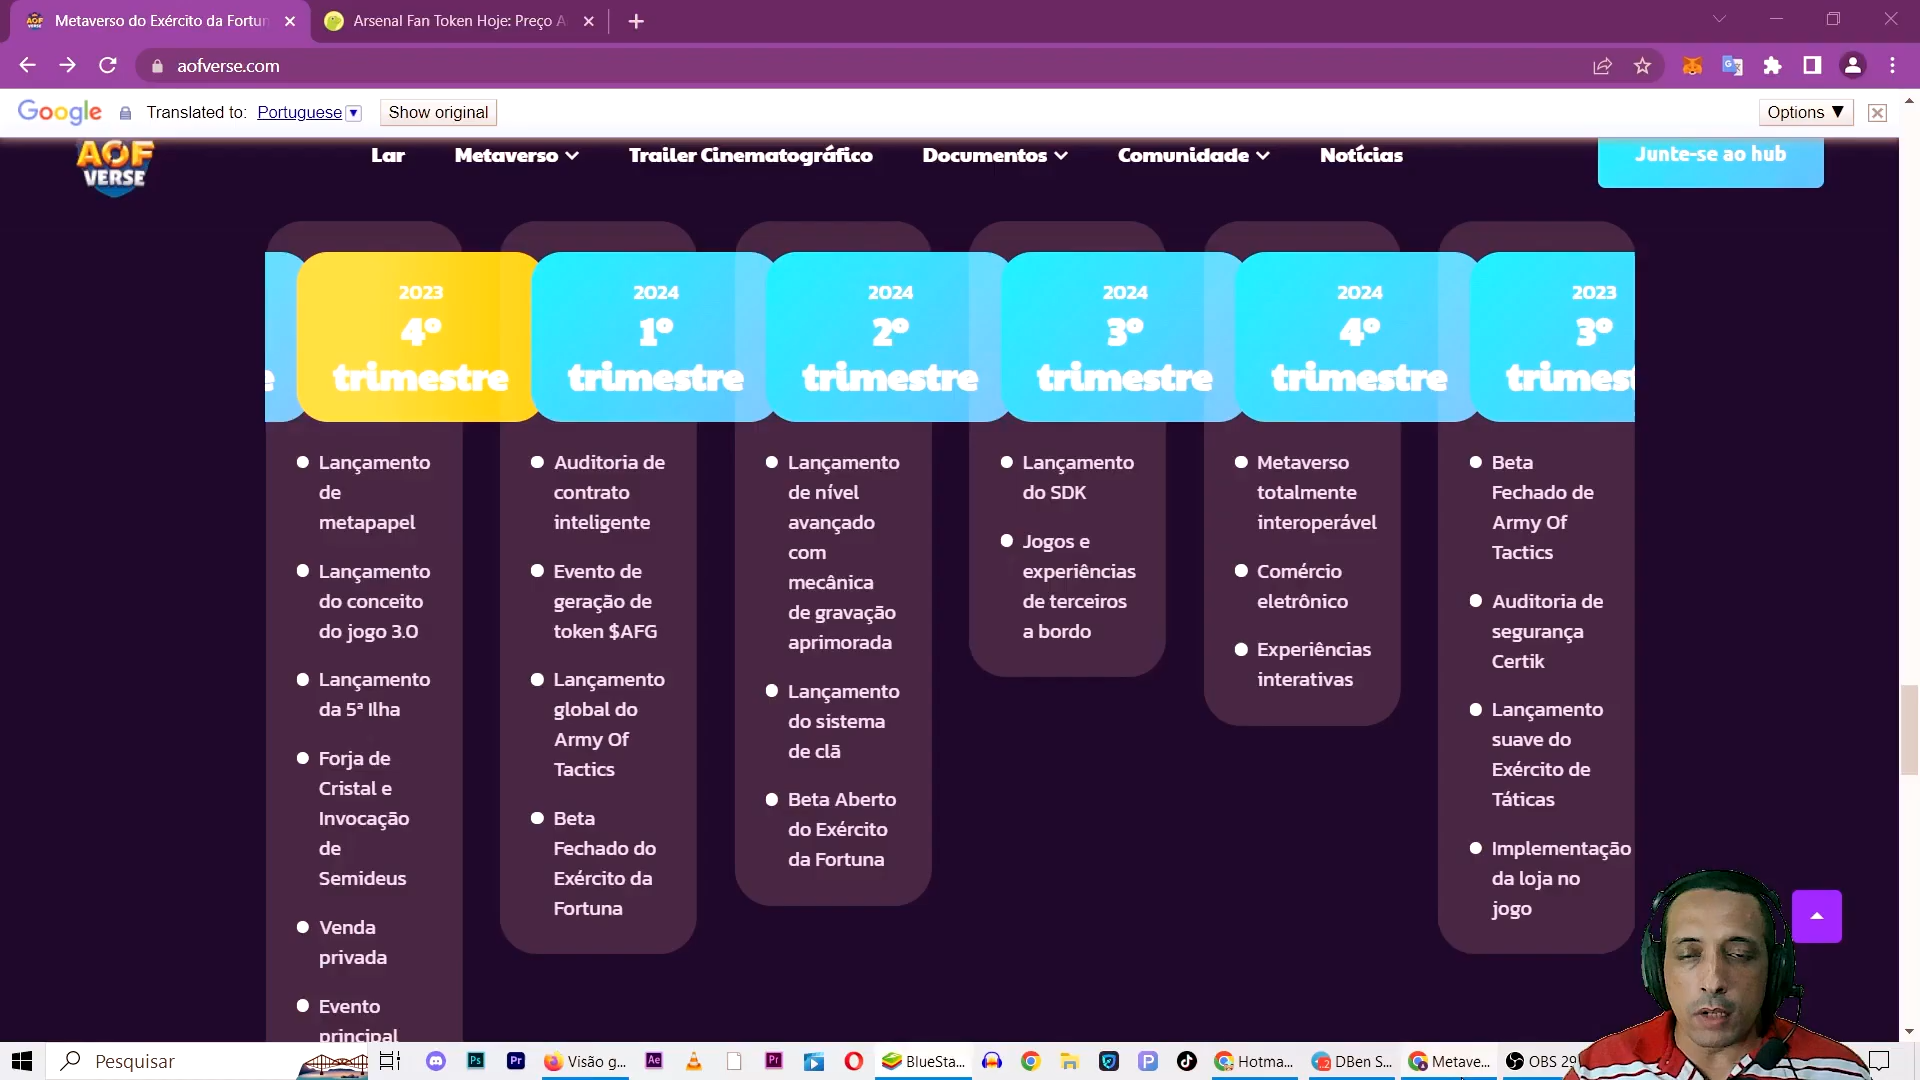 Metaverso do Exército da Fortun
Arsenal Fan Token Hoje: Preço A
aofverse.com
Google
Translated to: Portuguese
Show original
Options ▼
AOF
VERSE
Lar
Metaverso
Trailer Cinematográfico
Documentos
Comunidade
Notícias
Junte-se ao hub
e
2023
4º
trimestre
Lançamento
de
metapapel
Lançamento
do conceito
do jogo 3.0
Lançamento
da 5ª Ilha
Forja de
Cristal e
Invocação
de
Semideus
Venda
privada
Evento
principal
2024
1º
trimestre
Auditoria de
contrato
inteligente
Evento de
geração de
token $AFG
Lançamento
global do
Army Of
Tactics
Beta
Fechado do
Exército da
Fortuna
2024
2º
trimestre
Lançamento
de nível
avançado
com
mecânica
de gravação
aprimorada
Lançamento
do sistema
de clã
Beta Aberto
do Exército
da Fortuna
2024
3º
trimestre
Lançamento
do SDK
Jogos e
experiências
de terceiros
a bordo
2024
4º
trimestre
Metaverso
totalmente
interoperável
Comércio
eletrônico
Experiências
interativas
2023
3º
trimest
Beta
Fechado de
Army Of
Tactics
Auditoria de
segurança
Certik
Lançamento
suave do
Exército de
Táticas
Implementação
da loja no
jogo
Pesquisar
Ps
Pr
Visão g...
Ae
Pr
BlueSta...
Hotma...
DBen S...
Metave...
OBS 29